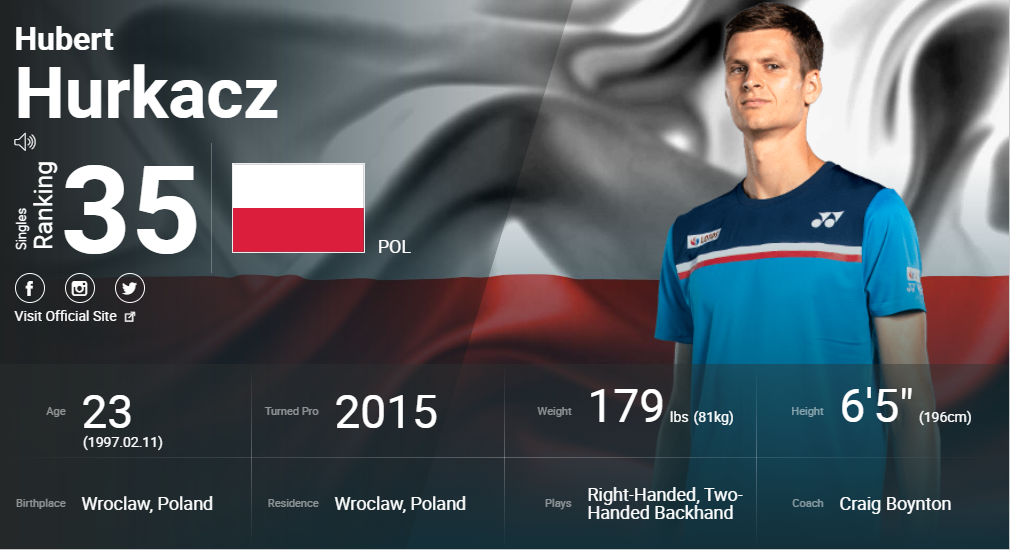 Hubert
Hurkacz
Singles
Ranking
35
POL
Visit Official Site
LOTOS
Age
23
(1997.02.11)
Turned Pro
2015
Weight
179 lbs (81kg)
Height
6'5" (196cm)
Birthplace
Wroclaw, Poland
Residence
Wroclaw, Poland
Plays
Right-Handed, Two-
Handed Backhand
Coach
Craig Boynton